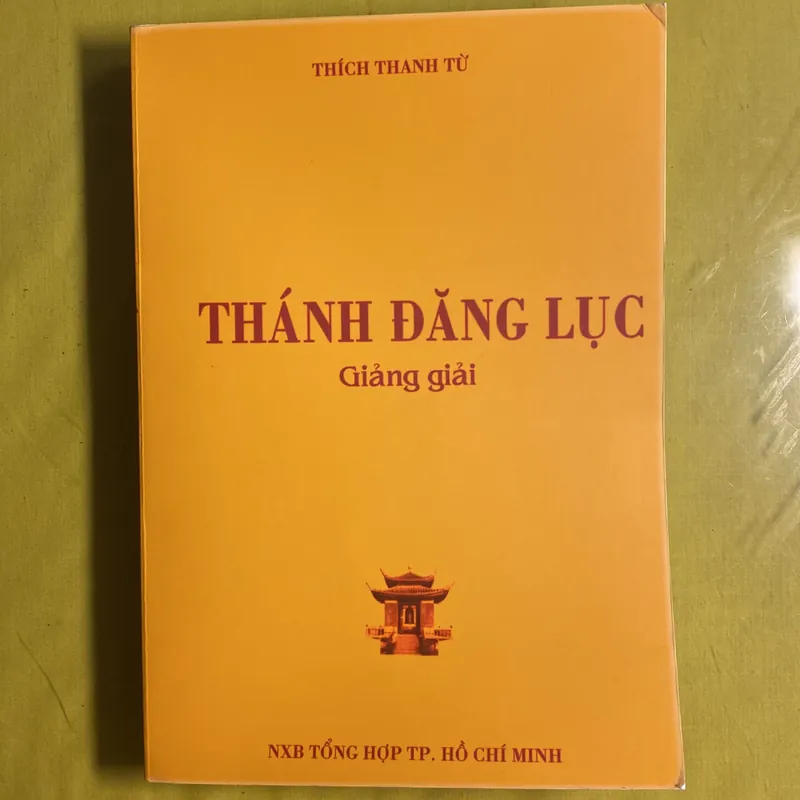 THÍCH THANH TỪ
THÁNH ĐĂNG LỤC
Giảng giải
NXB TỔNG HỢP TP. HỒ CHÍ MINH